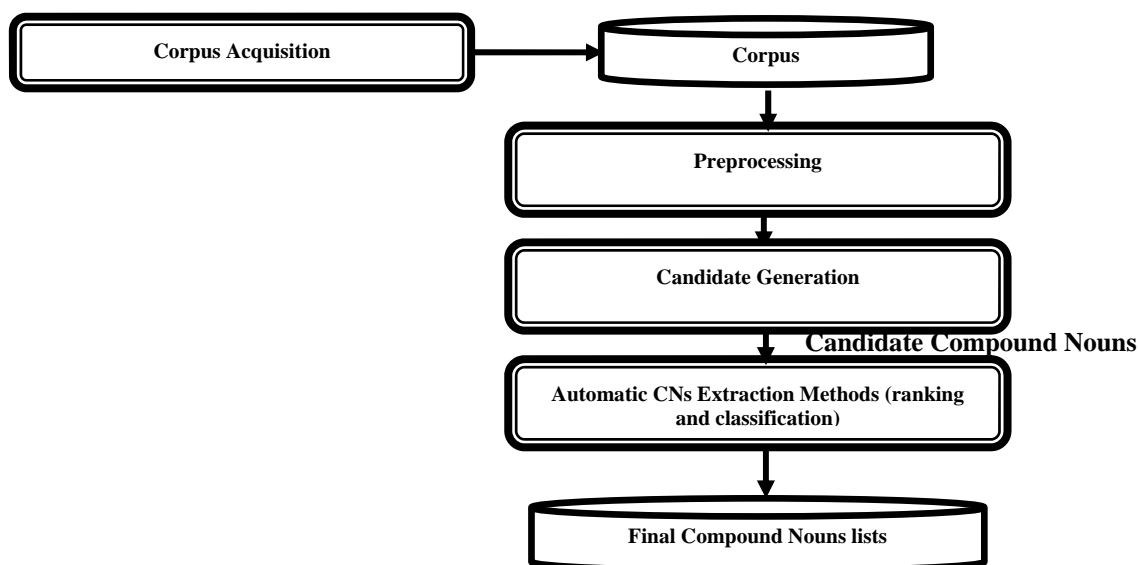 Corpus Acquisition
Corpus
Preprocessing
Candidate Generation
Candidate Compound Nouns
Automatic CNs Extraction Methods (ranking
and classification)
Final Compound Nouns lists